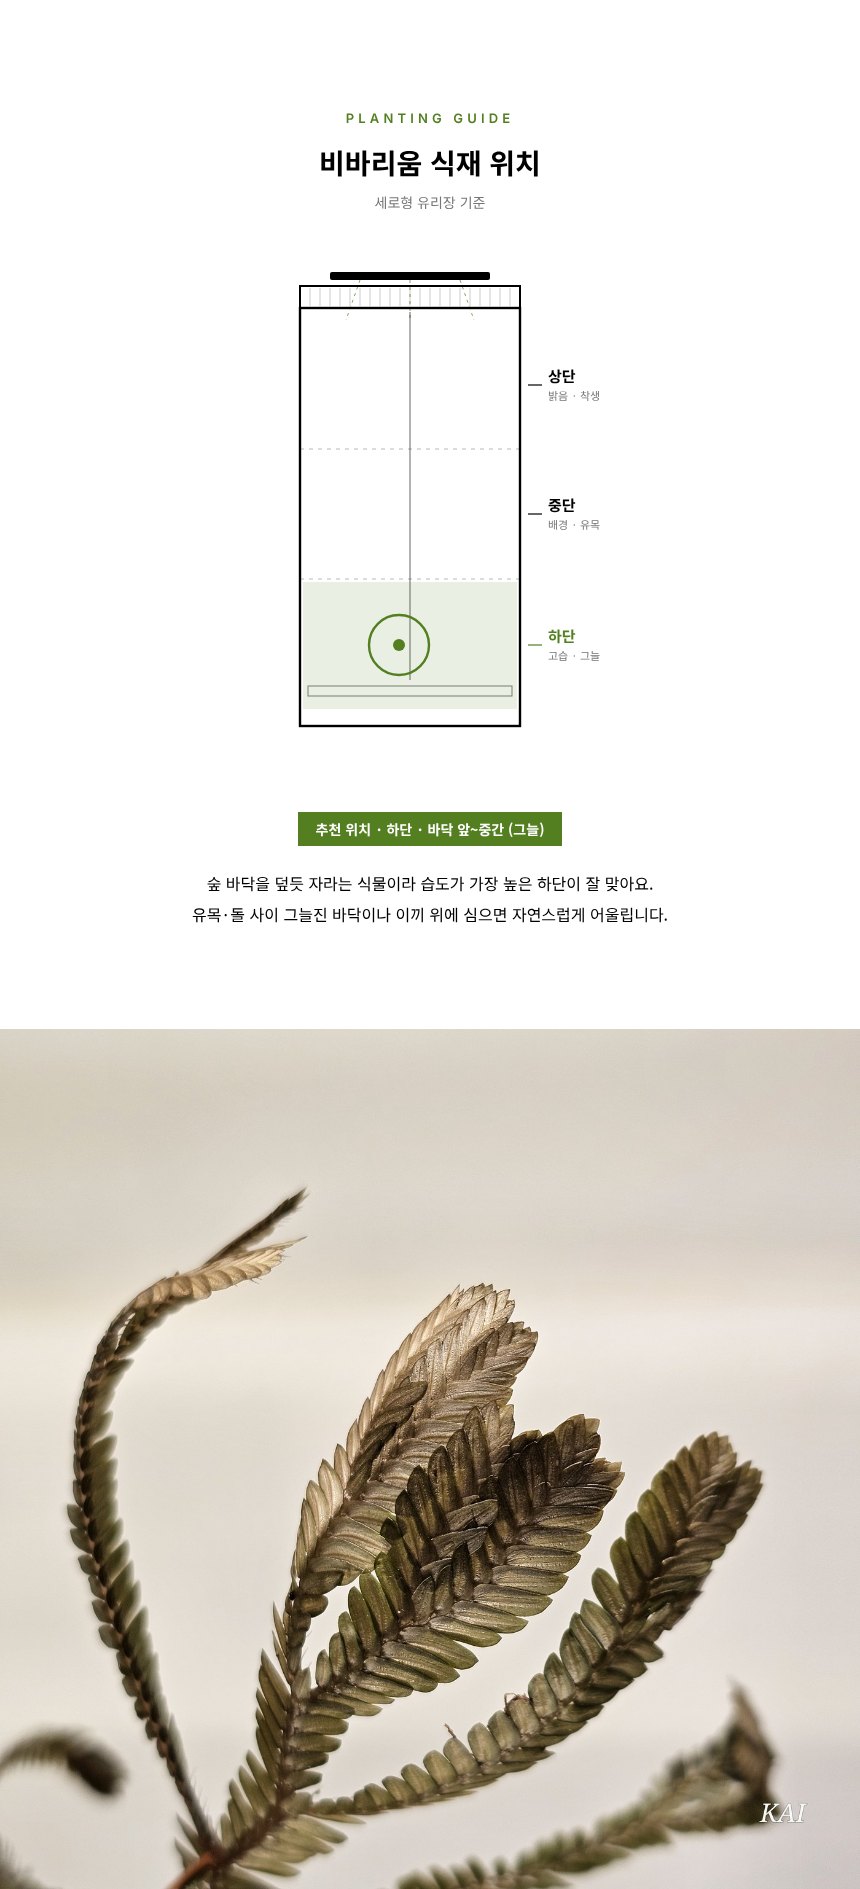 PLANTING GUIDE
비바리움 식재 위치
세로형 유리장 기준
상단
밝음 · 착생
중단
배경 · 유목
하단
고습 · 그늘
추천 위치 · 하단 · 바닥 앞~중간 (그늘)
숲 바닥을 덮듯 자라는 식물이라 습도가 가장 높은 하단이 잘 맞아요.
유목·돌 사이 그늘진 바닥이나 이끼 위에 심으면 자연스럽게 어울립니다.
KAI